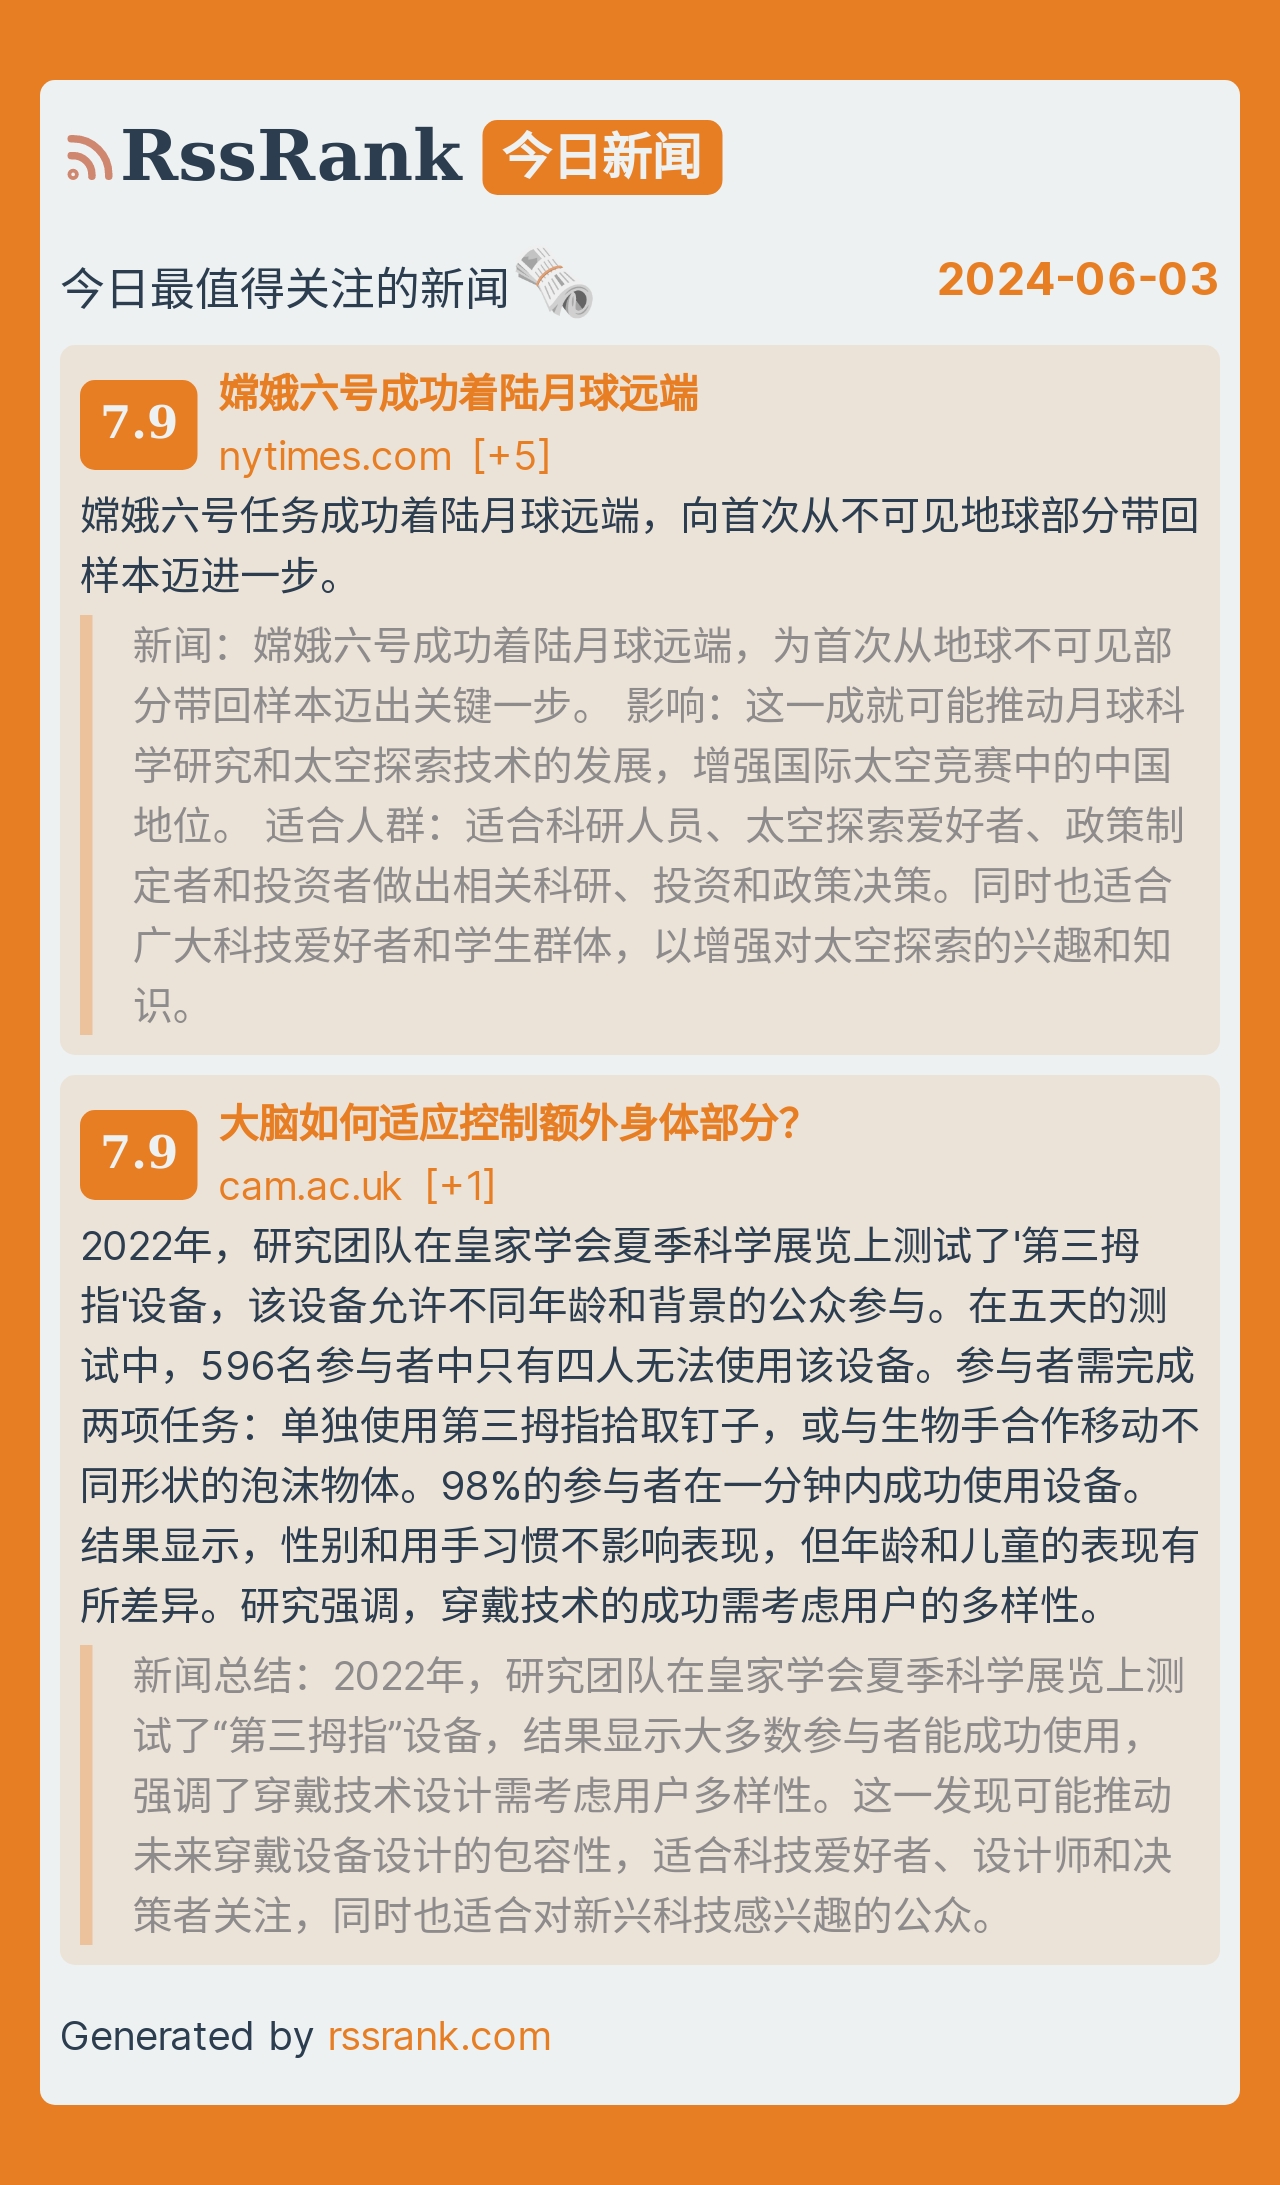 RssRank 今日新闻
今日最值得关注的新闻 2024-06-03
7.9 嫦娥六号成功着陆月球远端
nytimes.com [+5]
嫦娥六号任务成功着陆月球远端，向首次从不可见地球部分带回
样本迈进一步。
新闻：嫦娥六号成功着陆月球远端，为首次从地球不可见部
分带回样本迈出关键一步。 影响：这一成就可能推动月球科
学研究和太空探索技术的发展，增强国际太空竞赛中的中国
地位。 适合人群：适合科研人员、太空探索爱好者、政策制
定者和投资者做出相关科研、投资和政策决策。同时也适合
广大科技爱好者和学生群体，以增强对太空探索的兴趣和知
识。
7.9 大脑如何适应控制额外身体部分？
cam.ac.uk [+1]
2022年，研究团队在皇家学会夏季科学展览上测试了'第三拇
指'设备，该设备允许不同年龄和背景的公众参与。在五天的测
试中，596名参与者中只有四人无法使用该设备。参与者需完成
两项任务：单独使用第三拇指拾取钉子，或与生物手合作移动不
同形状的泡沫物体。98%的参与者在一分钟内成功使用设备。
结果显示，性别和用手习惯不影响表现，但年龄和儿童的表现有
所差异。研究强调，穿戴技术的成功需考虑用户的多样性。
新闻总结：2022年，研究团队在皇家学会夏季科学展览上测
试了“第三拇指”设备，结果显示大多数参与者能成功使用，
强调了穿戴技术设计需考虑用户多样性。这一发现可能推动
未来穿戴设备设计的包容性，适合科技爱好者、设计师和决
策者关注，同时也适合对新兴科技感兴趣的公众。
Generated by rssrank.com